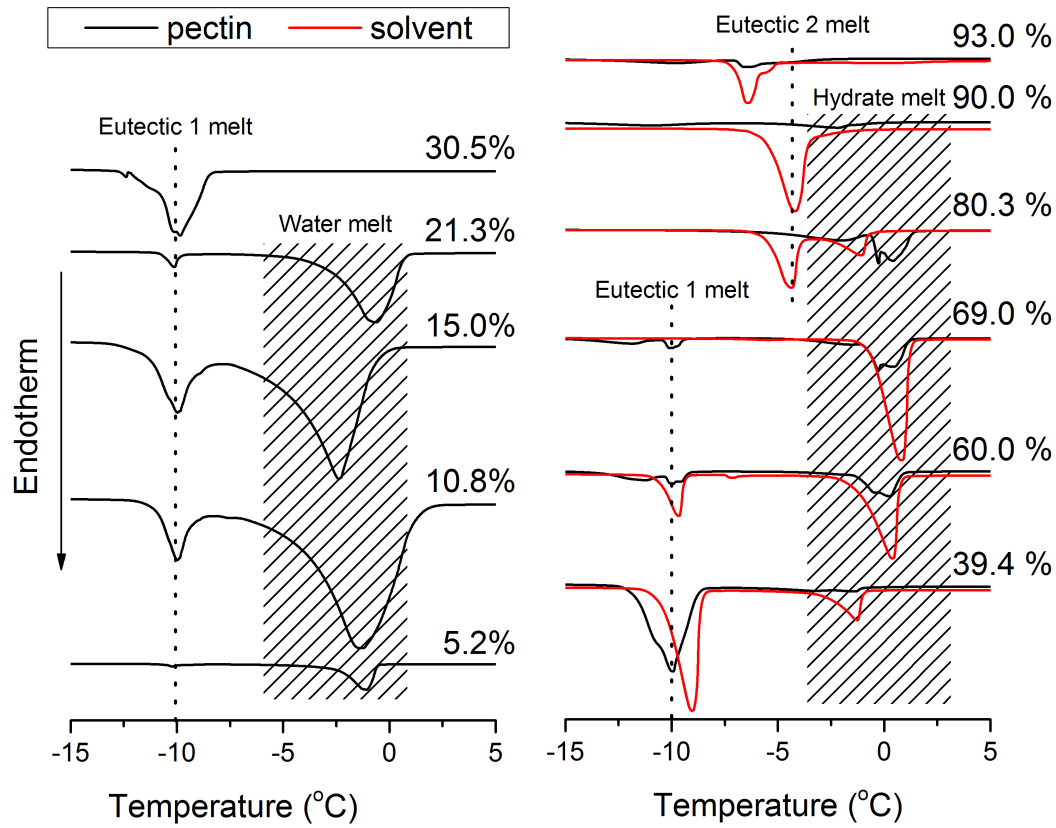 pectin solvent
Eutectic 1 melt
30.5%
Water melt
21.3%
15.0%
10.8%
5.2%
Endotherm
-15 -10 -5 0 5
Temperature (°C)
Eutectic 2 melt
93.0 %
Hydrate melt
90.0 %
80.3 %
Eutectic 1 melt
69.0 %
60.0 %
39.4 %
-15 -10 -5 0 5
Temperature (°C)